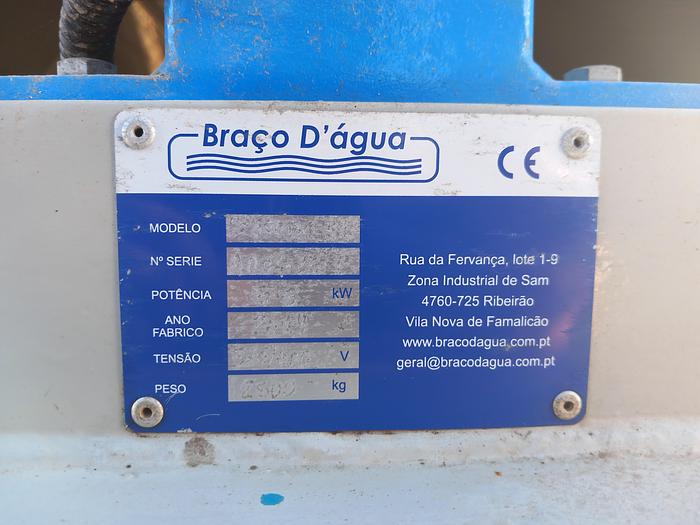 Braço D'água
CE
MODELO
Nº SERIE
POTÊNCIA kW
ANO
FABRICO
TENSÃO V
PESO kg
Rua da Fervança, lote 1-9
Zona Industrial de Sam
4760-725 Ribeirão
Vila Nova de Famalicão
www.bracodagua.com.pt
geral@bracodagua.com.pt